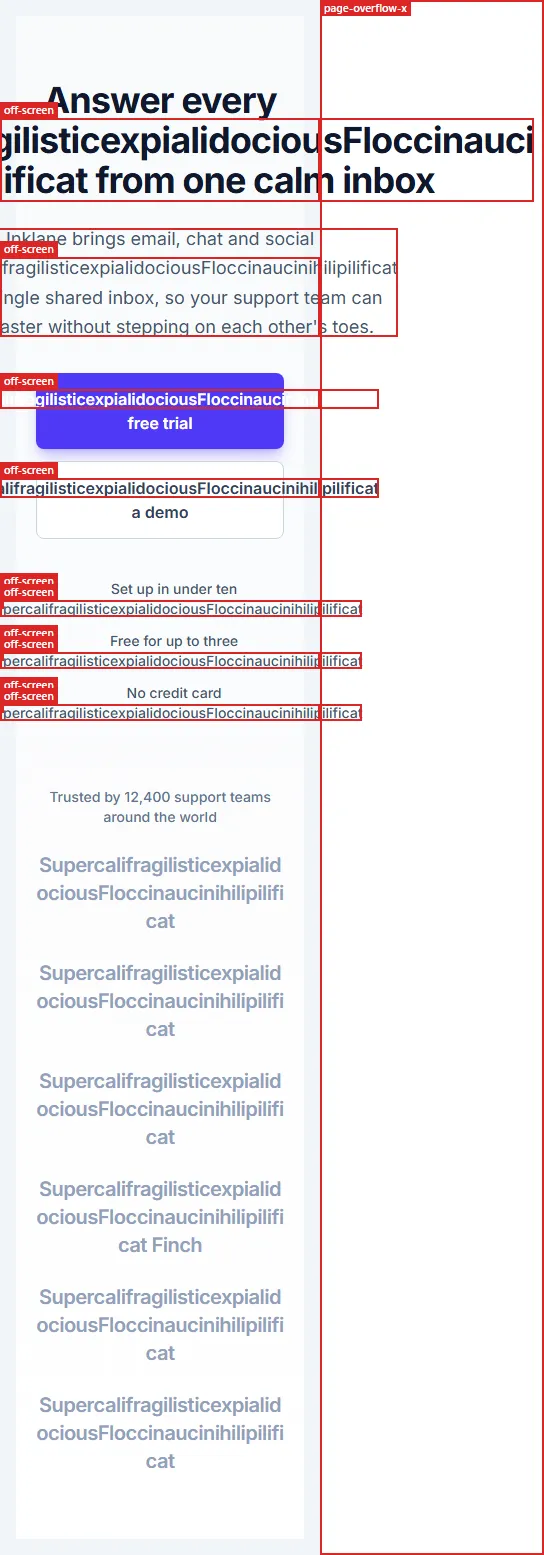 page-overflow-x
Answer every
off-screen
gilisticexpialidociousFloccinauci
ificat from one calm inbox
Inklane brings email, chat and social
off-screen
fragilisticexpialidociousFloccinaucinihilipilificat
ngle shared inbox, so your support team can
aster without stepping on each other's toes.
off-screen
gilisticexpialidociousFloccinauci
free trial
off-screen
alifragilisticexpialidociousFloccinaucinihilipilificat
a demo
off-screen
off-screen
Set up in under ten
percalifragilisticexpialidociousFloccinaucinihilipilificat
off-screen
off-screen
Free for up to three
percalifragilisticexpialidociousFloccinaucinihilipilificat
off-screen
off-screen
No credit card
percalifragilisticexpialidociousFloccinaucinihilipilificat
Trusted by 12,400 support teams
around the world
Supercalifragilisticexpialid
ociousFloccinaucinihilipilifi
cat
Supercalifragilisticexpialid
ociousFloccinaucinihilipilifi
cat
Supercalifragilisticexpialid
ociousFloccinaucinihilipilifi
cat
Supercalifragilisticexpialid
ociousFloccinaucinihilipilifi
cat Finch
Supercalifragilisticexpialid
ociousFloccinaucinihilipilifi
cat
Supercalifragilisticexpialid
ociousFloccinaucinihilipilifi
cat